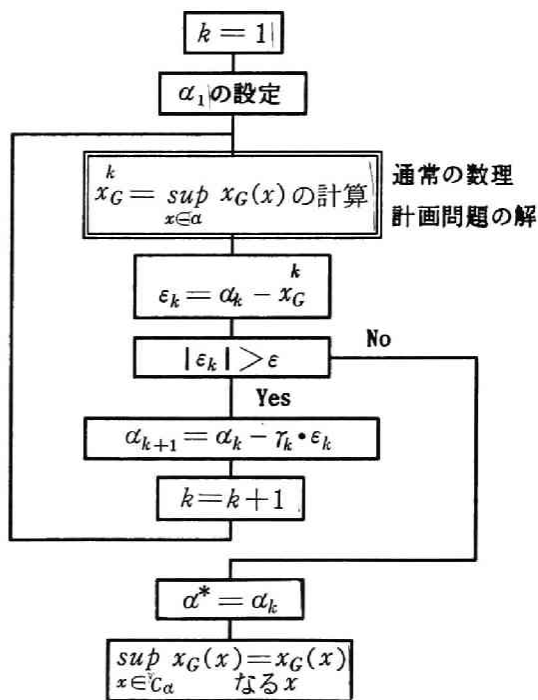 k = 1
α₁の設定
x_G^k = sup_{x∈α} x_G(x) の計算
通常の数理
計画問題の解
ε_k = α_k − x_G^k
|ε_k| > ε
No
Yes
α_{k+1} = α_k − γ_k・ε_k
k = k + 1
α* = α_k
sup x_G(x) = x_G(x)
x∈C_α なる x